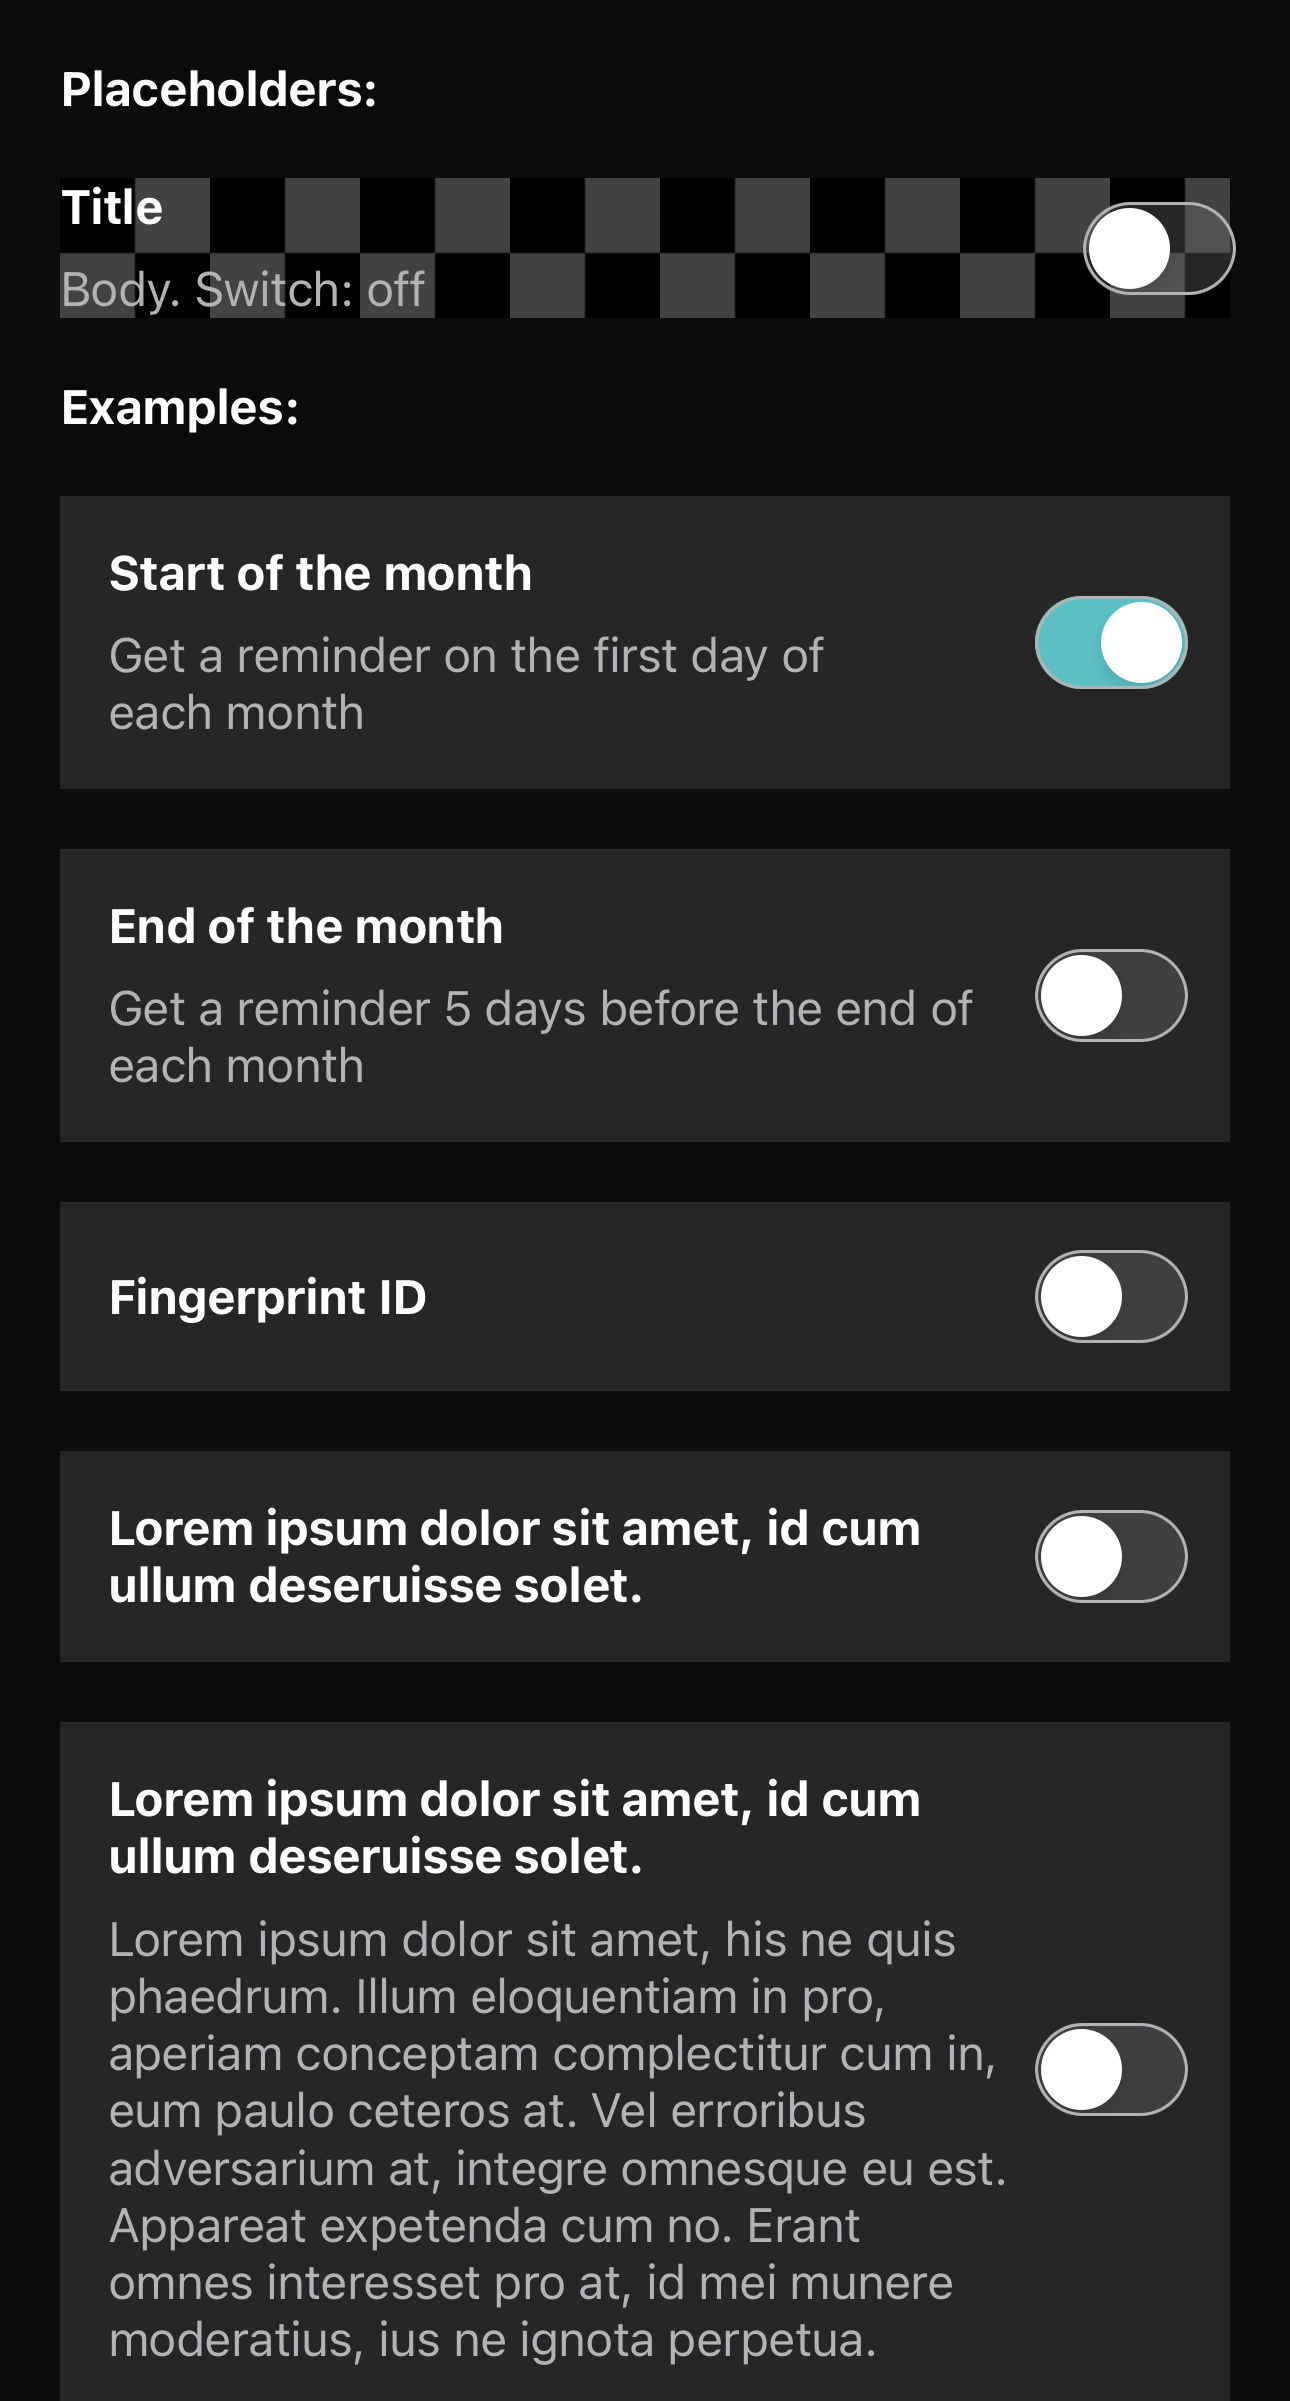 Placeholders:
Title
Body. Switch: off
Examples:
Start of the month
Get a reminder on the first day of
each month
End of the month
Get a reminder 5 days before the end of
each month
Fingerprint ID
Lorem ipsum dolor sit amet, id cum
ullum deseruisse solet.
Lorem ipsum dolor sit amet, id cum
ullum deseruisse solet.
Lorem ipsum dolor sit amet, his ne quis
phaedrum. Illum eloquentiam in pro,
aperiam conceptam complectitur cum in,
eum paulo ceteros at. Vel erroribus
adversarium at, integre omnesque eu est.
Appareat expetenda cum no. Erant
omnes interesset pro at, id mei munere
moderatius, ius ne ignota perpetua.